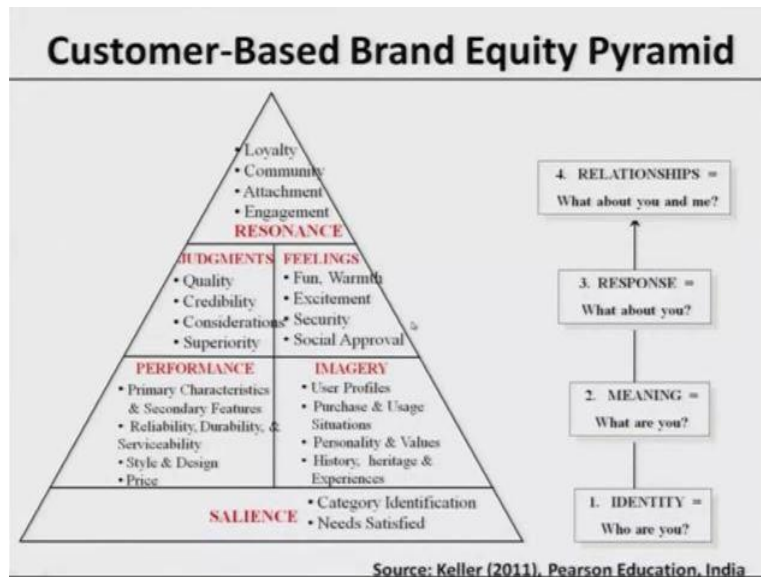 Customer-Based Brand Equity Pyramid
• Loyalty
• Community
• Attachment
• Engagement
RESONANCE
JUDGMENTS
• Quality
• Credibility
• Considerations
• Superiority
FEELINGS
• Fun, Warmth
• Excitement
• Security
• Social Approval
PERFORMANCE
• Primary Characteristics
& Secondary Features
• Reliability, Durability, &
Serviceability
• Style & Design
• Price
IMAGERY
• User Profiles
• Purchase & Usage
Situations
• Personality & Values
• History, heritage &
Experiences
SALIENCE
• Category Identification
• Needs Satisfied
4. RELATIONSHIPS =
What about you and me?
3. RESPONSE =
What about you?
2. MEANING =
What are you?
1. IDENTITY =
Who are you?
Source: Keller (2011), Pearson Education, India